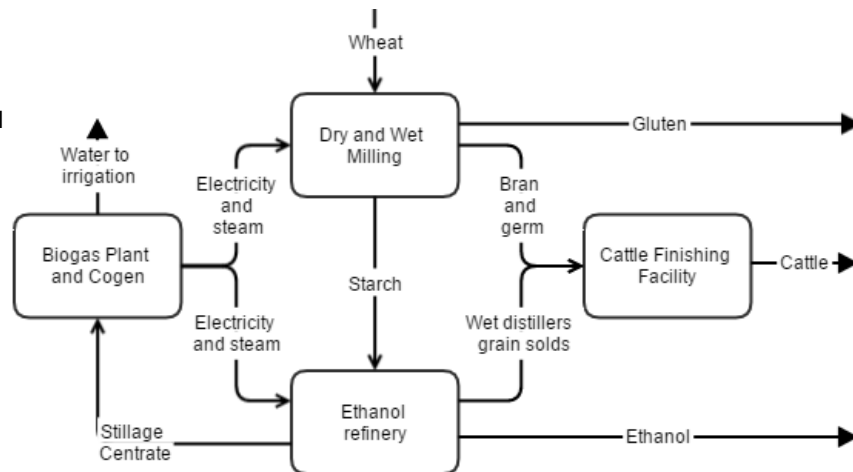 Wheat
Dry and Wet
Milling
Gluten
Water to
irrigation
Electricity
and
steam
Bran
and
germ
Biogas Plant
and Cogen
Cattle Finishing
Facility
Cattle
Starch
Electricity
and steam
Wet distillers
grain solds
Ethanol
refinery
Stillage
Centrate
Ethanol